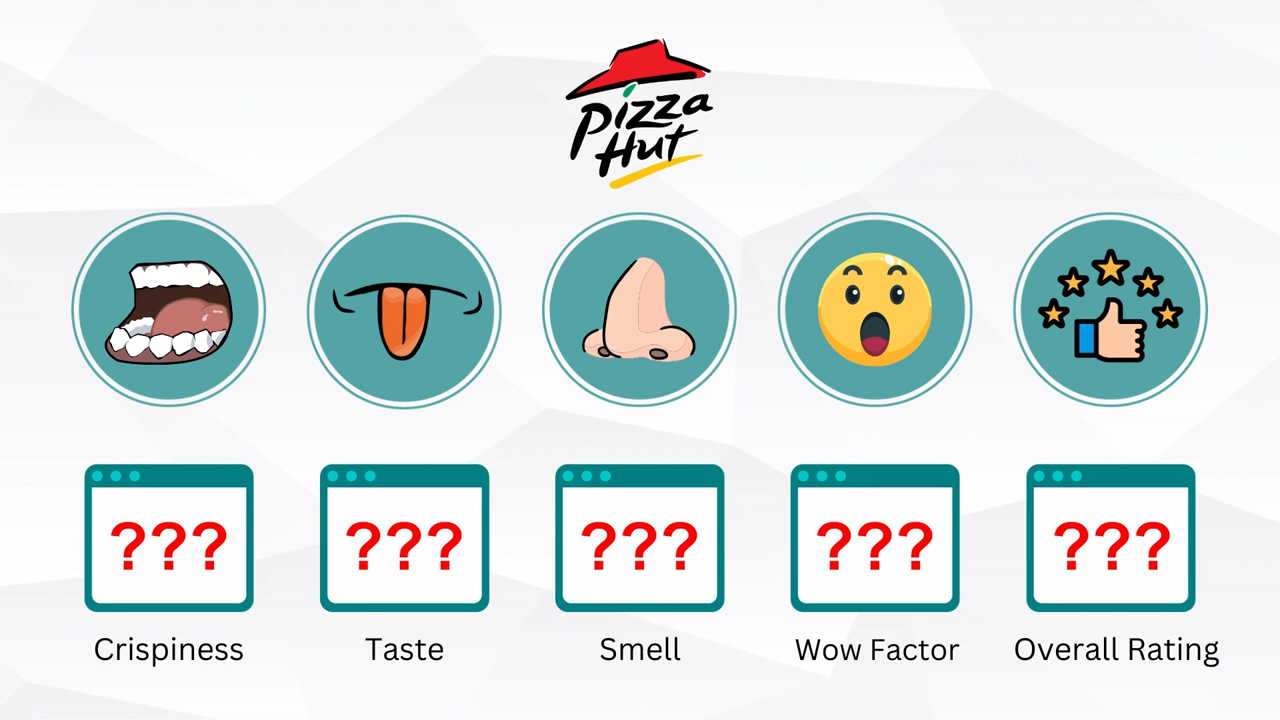 Pizza
Hut
???
???
???
???
???
Crispiness
Taste
Smell
Wow Factor
Overall Rating